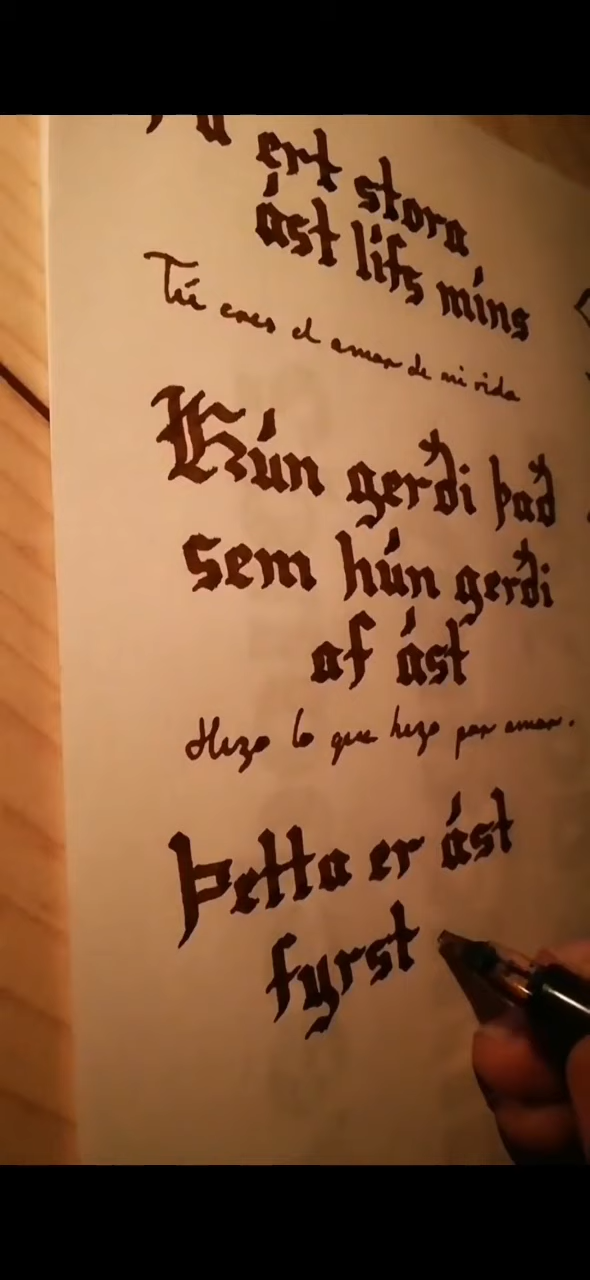 ert stora
ást lífs míns
Tú eres el amor de mi vida
Hún gerði það
sem hún gerði
af ást
Hizo lo que hizo por amor.
Þetta er ást
fyrst